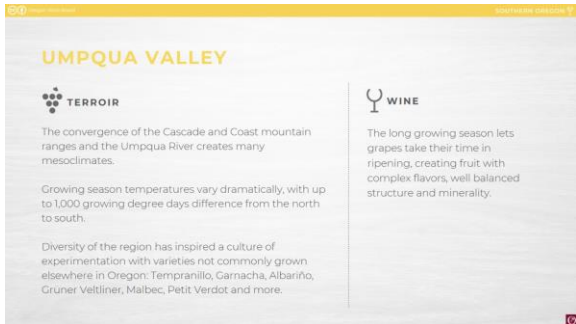 SOUTHERN OREGON
UMPQUA VALLEY
TERROIR
The convergence of the Cascade and Coast mountain
ranges and the Umpqua River creates many
mesoclimates.
Growing season temperatures vary dramatically, with up
to 1,000 growing degree days difference from the north
to south.
Diversity of the region has inspired a culture of
experimentation with varieties not commonly grown
elsewhere in Oregon: Tempranillo, Garnacha, Albariño,
Grüner Veltliner, Malbec, Petit Verdot and more.
WINE
The long growing season lets
grapes take their time in
ripening, creating fruit with
complex flavors, well balanced
structure and minerality.